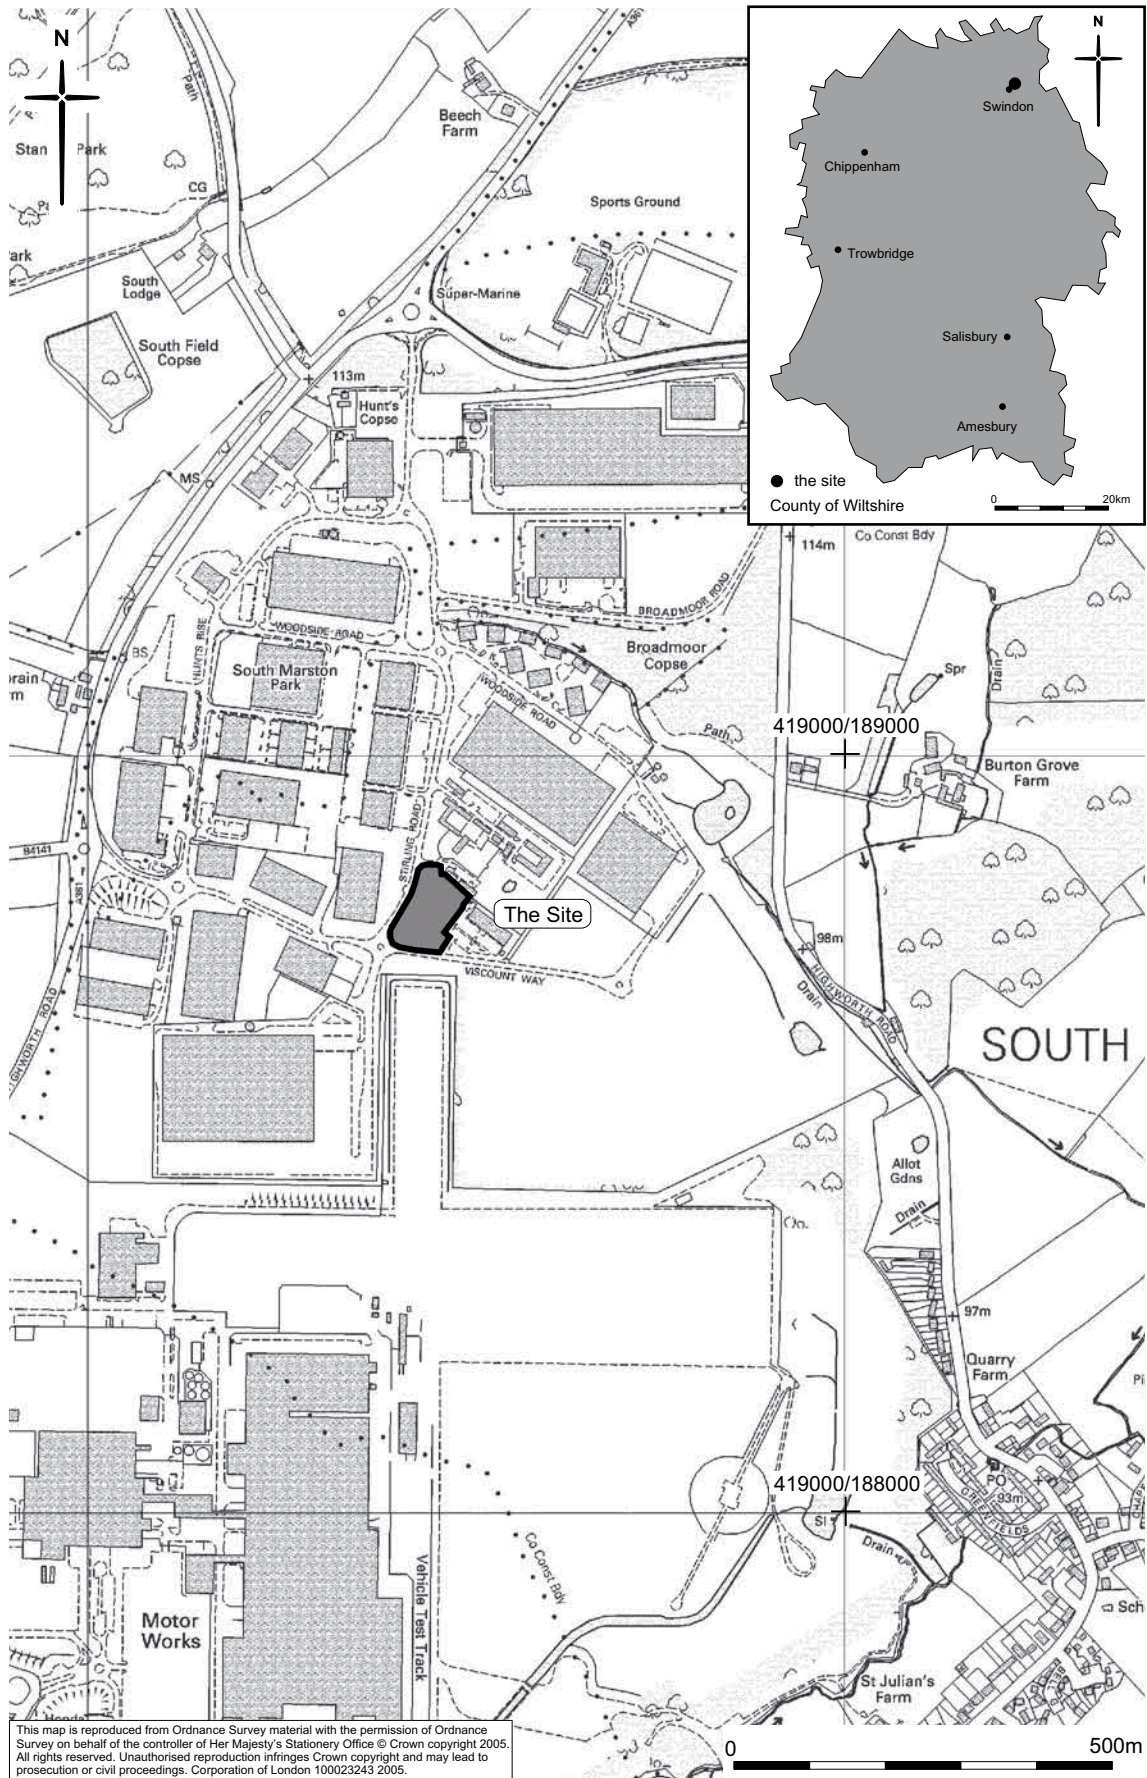 N
A361
Path
Beech
Farm
Stan Park
CG
Sports Ground
South
Lodge
4
Super-Marine
South Field
Copse
113m
Hunt's
Copse
MS
N
Swindon
Chippenham
Trowbridge
Salisbury
Amesbury
the site
County of Wiltshire
0 20km
114m
Co Const Bdy
BROADMOOR ROAD
WOODSIDE ROAD
BS
South Marston
Park
Broadmoor
Copse
Spr
Drain
WOODSIDE ROAD
Path
419000/189000
Burton Grove
Farm
STIRLING ROAD
B4141
A361
The Site
VISCOUNT WAY
98m
Drain
HIGHWORTH ROAD
SOUTH
GHWORTH ROAD
Allot
Gdns
Drain
97m
Quarry
Farm
419000/188000
PO
93m
GREENFIELDS
Drain
Co Const Bdy
Vehicle Test Track
Motor
Works
Sch
St Julian's
Farm
Honda
This map is reproduced from Ordnance Survey material with the permission of Ordnance
Survey on behalf of the controller of Her Majesty's Stationery Office © Crown copyright 2005.
All rights reserved. Unauthorised reproduction infringes Crown copyright and may lead to
prosecution or civil proceedings. Corporation of London 100023243 2005.
0 500m